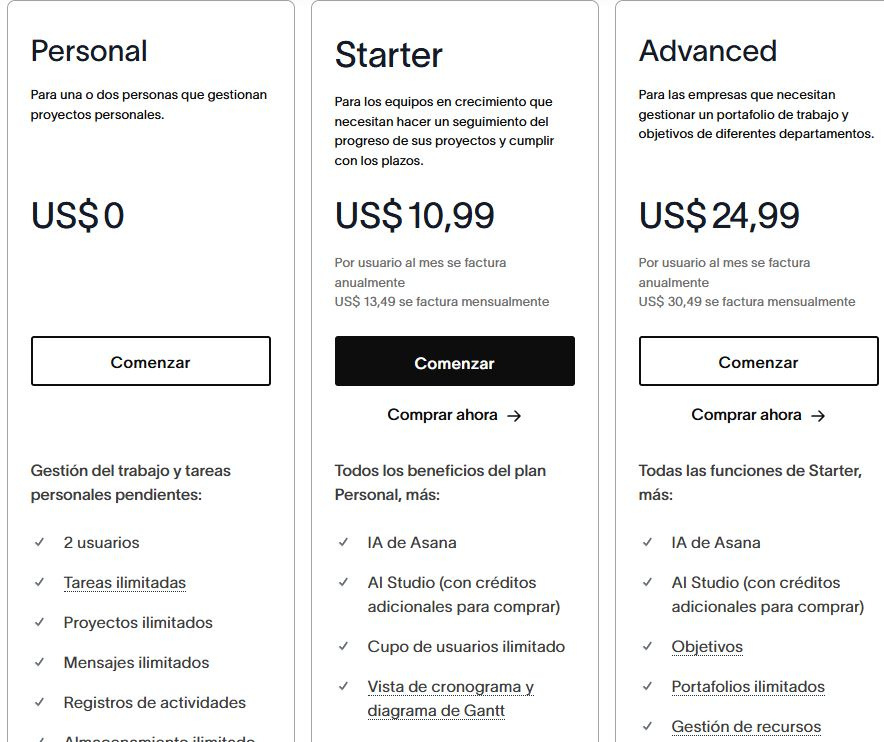 Personal
Para una o dos personas que gestionan
proyectos personales.
US$ 0
Comenzar
Gestión del trabajo y tareas
personales pendientes:
2 usuarios
Tareas ilimitadas
Proyectos ilimitados
Mensajes ilimitados
Registros de actividades
Almacenamiento ilimitado
Starter
Para los equipos en crecimiento que
necesitan hacer un seguimiento del
progreso de sus proyectos y cumplir
con los plazos.
US$ 10,99
Por usuario al mes se factura
anualmente
US$ 13,49 se factura mensualmente
Comenzar
Comprar ahora →
Todos los beneficios del plan
Personal, más:
IA de Asana
AI Studio (con créditos
adicionales para comprar)
Cupo de usuarios ilimitado
Vista de cronograma y
diagrama de Gantt
Advanced
Para las empresas que necesitan
gestionar un portafolio de trabajo y
objetivos de diferentes departamentos.
US$ 24,99
Por usuario al mes se factura
anualmente
US$ 30,49 se factura mensualmente
Comenzar
Comprar ahora →
Todas las funciones de Starter,
más:
IA de Asana
AI Studio (con créditos
adicionales para comprar)
Objetivos
Portafolios ilimitados
Gestión de recursos